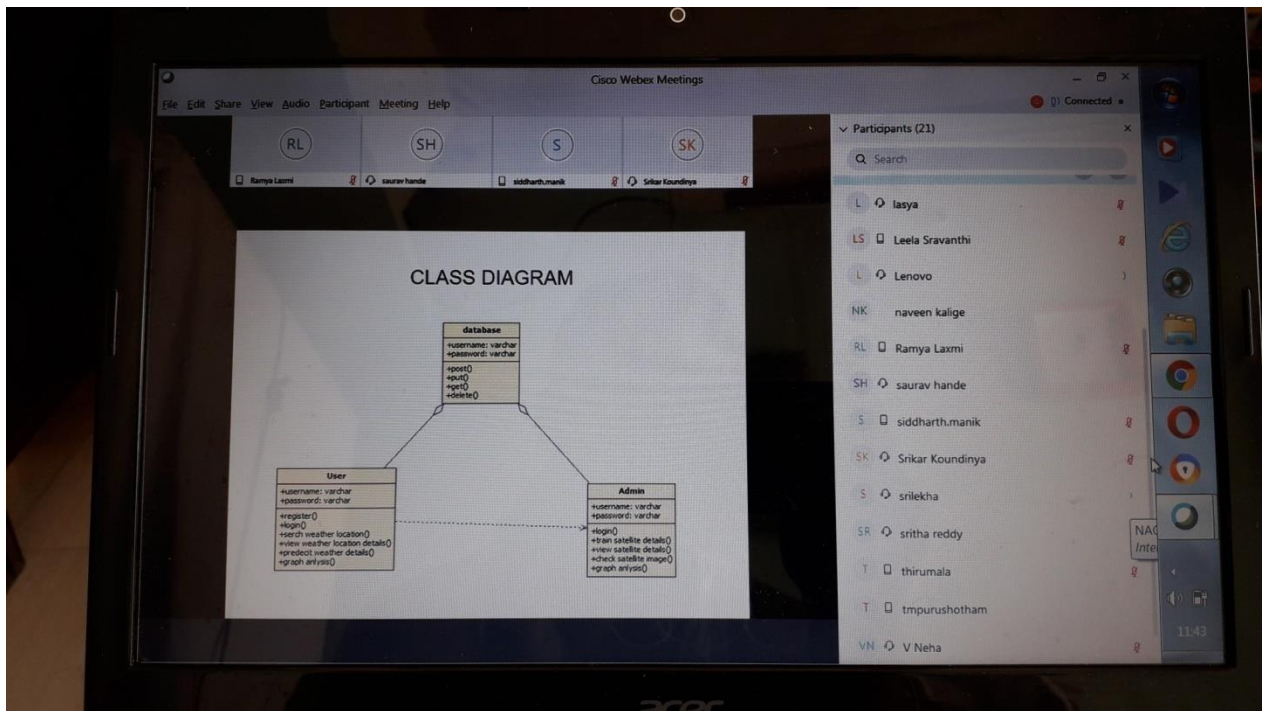 Cisco Webex Meetings
File Edit Share View Audio Participant Meeting Help
Connected
RL
SH
S
SK
Ramya Laxmi
saurav hande
siddharth.manik
Srikar Koundinya
CLASS DIAGRAM
database
+username: varchar
+password: varchar
+post()
+put()
+get()
+delete()
User
+username: varchar
+password: varchar
+register()
+login()
+serch weather location()
+view weather location details()
+predect weather details()
+graph anlysis()
Admin
+username: varchar
+password: varchar
+login()
+train satellite details()
+view satellite details()
+check satellite image()
+graph anlysis()
Participants (21)
Search
L lasya
LS Leela Sravanthi
L Lenovo
NK naveen kalige
RL Ramya Laxmi
SH saurav hande
S siddharth.manik
SK Srikar Koundinya
S srilekha
SR sritha reddy
T thirumala
T tmpurushotham
VN V Neha
11:43
acer